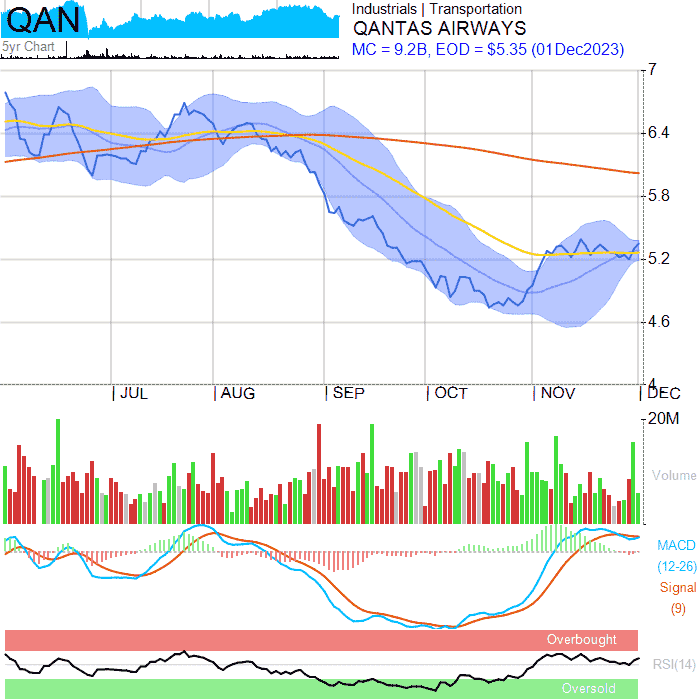 QAN
Industrials | Transportation
QANTAS AIRWAYS
5yr Chart
MC = 9.2B, EOD = $5.35 (01Dec2023)
7
6.4
5.8
5.2
4.6
4
JUL AUG SEP OCT NOV DEC
20M
Volume
MACD
(12-26)
Signal
(9)
Overbought
RSI(14)
Oversold